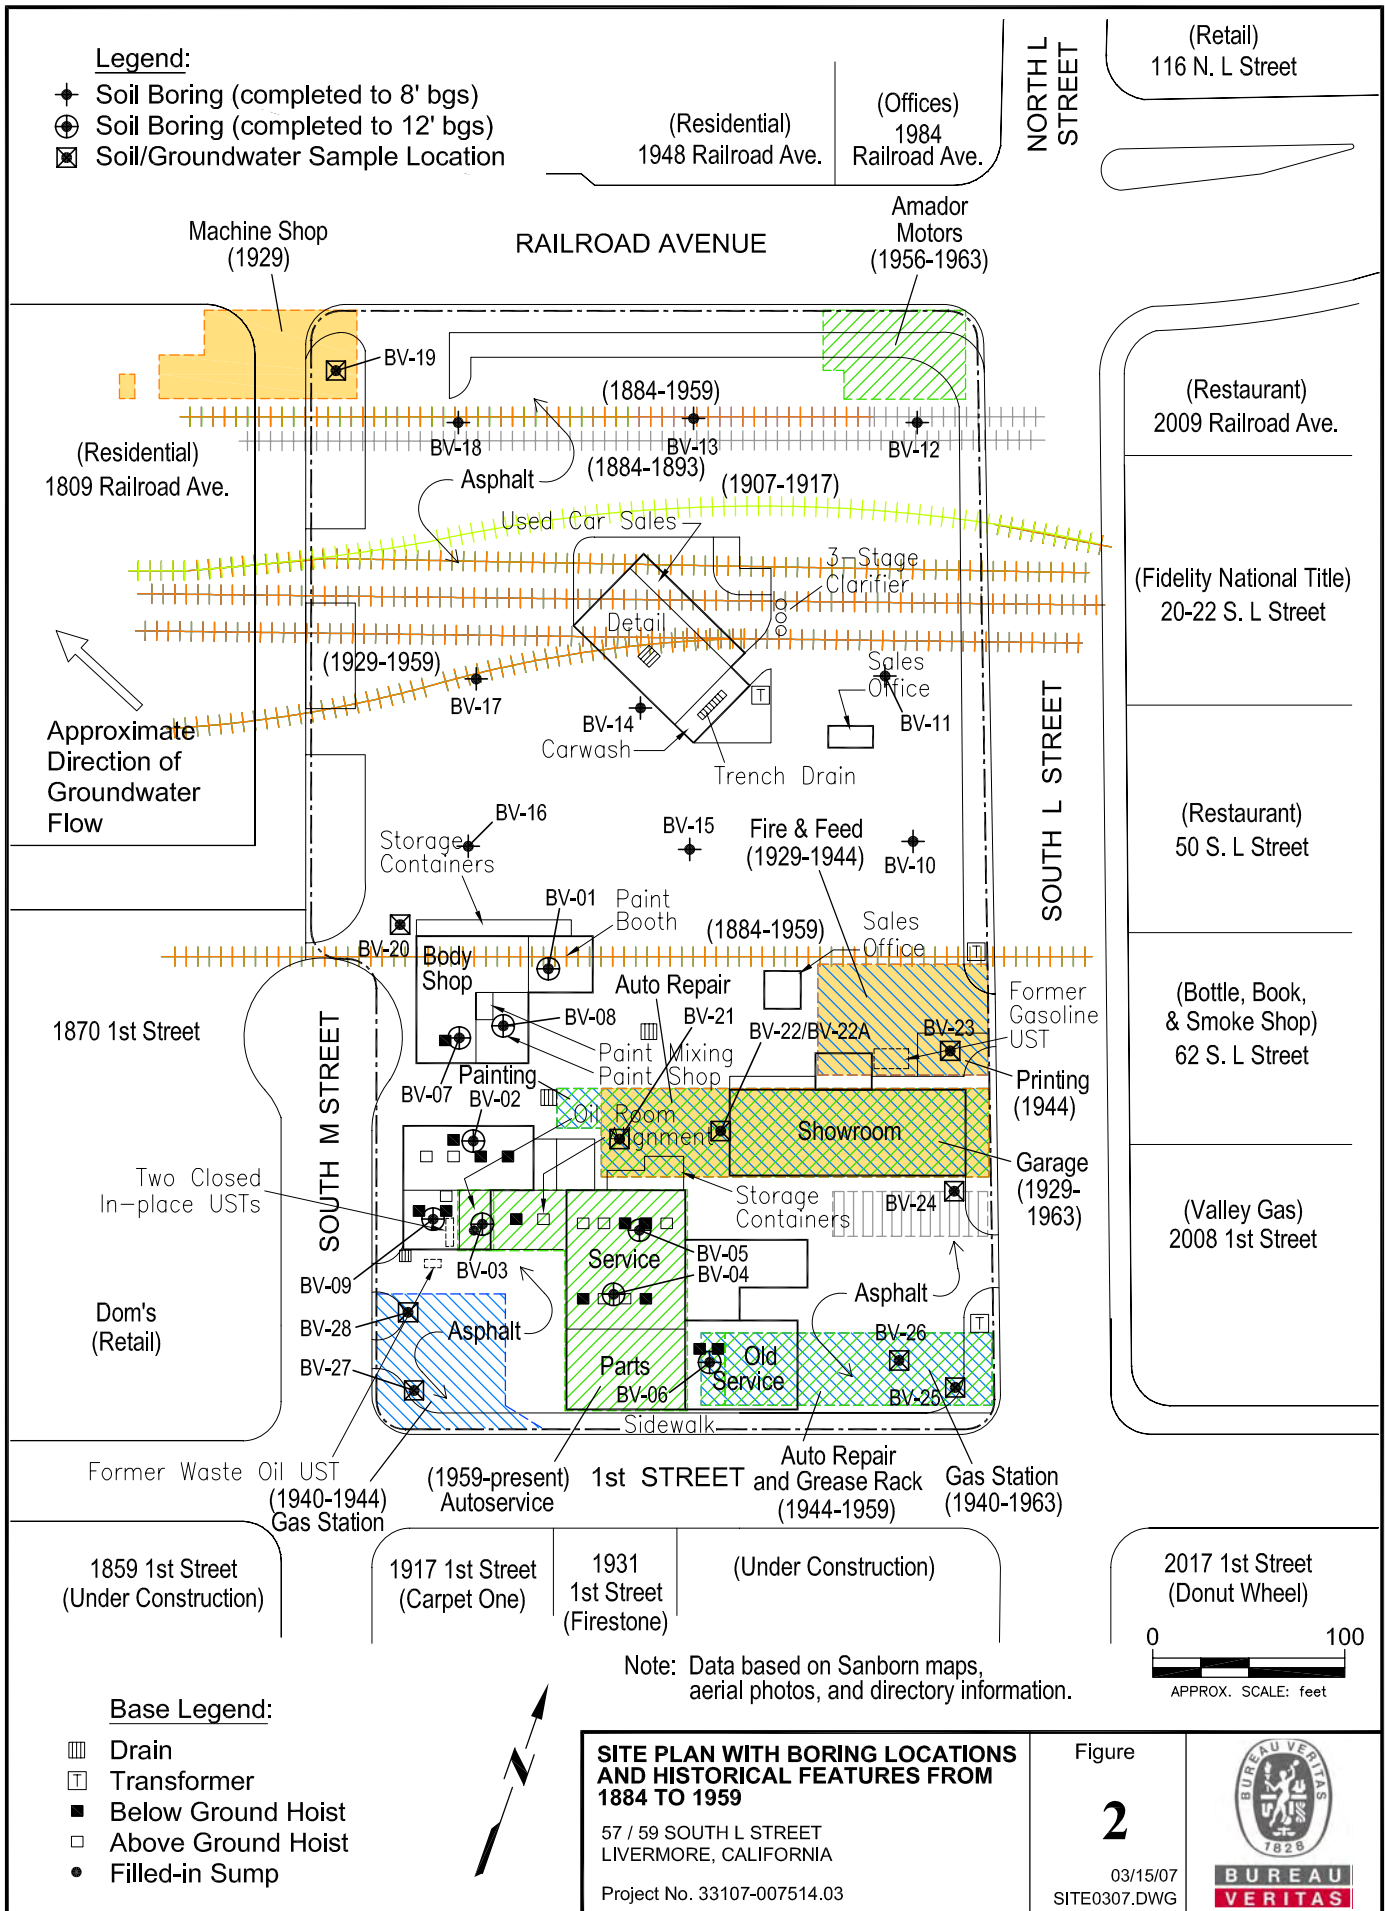 Legend:
Soil Boring (completed to 8' bgs)
Soil Boring (completed to 12' bgs)
Soil/Groundwater Sample Location
(Residential)
1948 Railroad Ave.
(Offices)
1984
Railroad Ave.
NORTH L
STREET
(Retail)
116 N. L Street
Machine Shop
(1929)
RAILROAD AVENUE
Amador
Motors
(1956-1963)
BV-19
(1884-1959)
BV-18
BV-13
BV-12
(Restaurant)
2009 Railroad Ave.
(Residential)
1809 Railroad Ave.
Asphalt
(1884-1893)
(1907-1917)
Used Car Sales
3-Stage
Clarifier
(Fidelity National Title)
20-22 S. L Street
Detail
(1929-1959)
Sales
Office
BV-17
BV-14
T
BV-11
Carwash
Trench Drain
Approximate
Direction of
Groundwater
Flow
SOUTH L STREET
BV-16
BV-15
Fire & Feed
(1929-1944)
BV-10
(Restaurant)
50 S. L Street
Storage
Containers
BV-01
Paint
Booth
BV-20
Body
Shop
(1884-1959)
Sales
Office
T
Auto Repair
Former
Gasoline
UST
(Bottle, Book,
& Smoke Shop)
62 S. L Street
1870 1st Street
BV-08
BV-21
BV-22/BV-22A
BV-23
Paint Mixing
Paint Shop
BV-07
Painting
BV-02
Printing
(1944)
SOUTH M STREET
Oil Room
Alignment
Showroom
Garage
(1929-
1963)
Two Closed
In-place USTs
Storage
Containers
BV-24
(Valley Gas)
2008 1st Street
BV-09
BV-03
Service
BV-05
BV-04
Asphalt
Dom's
(Retail)
BV-28
Asphalt
T
BV-27
Parts
BV-06
Old
Service
BV-26
BV-25
Sidewalk
Former Waste Oil UST
(1940-1944)
Gas Station
(1959-present)
Autoservice
1st STREET
Auto Repair
and Grease Rack
(1944-1959)
Gas Station
(1940-1963)
1859 1st Street
(Under Construction)
1917 1st Street
(Carpet One)
1931
1st Street
(Firestone)
(Under Construction)
2017 1st Street
(Donut Wheel)
0 100
APPROX. SCALE: feet
Note: Data based on Sanborn maps,
aerial photos, and directory information.
Base Legend:
Drain
T Transformer
Below Ground Hoist
Above Ground Hoist
Filled-in Sump
N
SITE PLAN WITH BORING LOCATIONS
AND HISTORICAL FEATURES FROM
1884 TO 1959
57 / 59 SOUTH L STREET
LIVERMORE, CALIFORNIA
Project No. 33107-007514.03
Figure
2
03/15/07
SITE0307.DWG
BUREAU VERITAS
1828
BUREAU
VERITAS